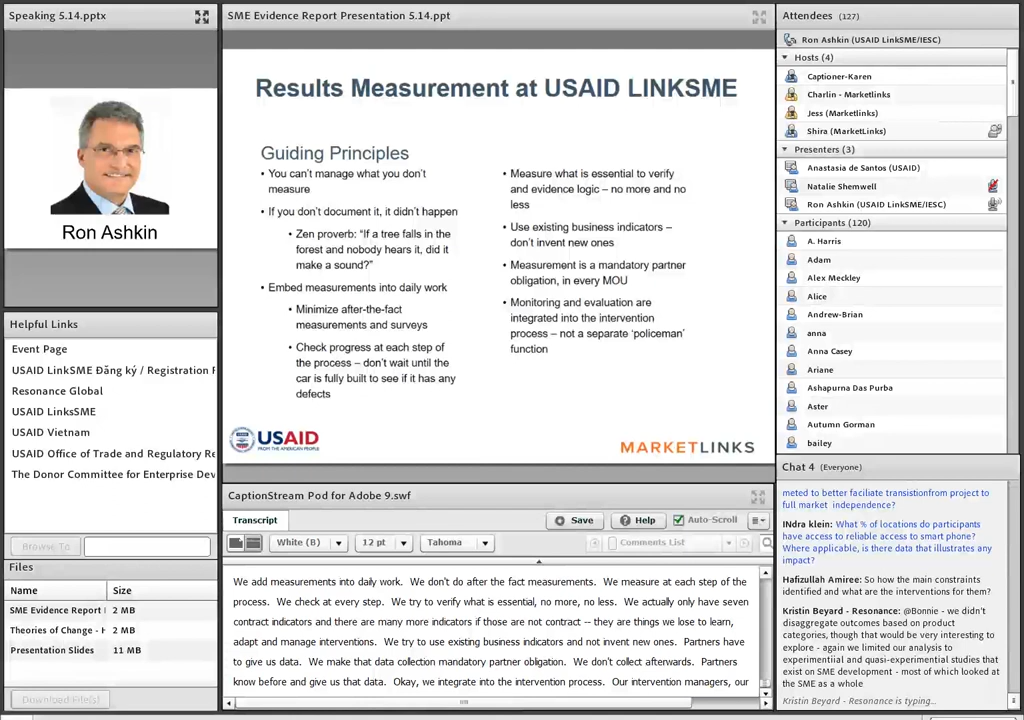 Speaking 5.14.pptx
Ron Ashkin
Helpful Links
Event Page
USAID LinkSME Đăng ký / Registration F
Resonance Global
USAID LinksSME
USAID Vietnam
USAID Office of Trade and Regulatory Re
The Donor Committee for Enterprise Dev
Browse To
Files
Name Size
SME Evidence Report 2 MB
Theories of Change - H 2 MB
Presentation Slides 11 MB
Download File(s)
SME Evidence Report Presentation 5.14.ppt
Results Measurement at USAID LINKSME
Guiding Principles
• You can't manage what you don't
measure
• If you don't document it, it didn't happen
• Zen proverb: “If a tree falls in the
forest and nobody hears it, did it
make a sound?”
• Embed measurements into daily work
• Minimize after-the-fact
measurements and surveys
• Check progress at each step of
the process – don't wait until the
car is fully built to see if it has any
defects
• Measure what is essential to verify
and evidence logic – no more and no
less
• Use existing business indicators –
don't invent new ones
• Measurement is a mandatory partner
obligation, in every MOU
• Monitoring and evaluation are
integrated into the intervention
process – not a separate 'policeman'
function
USAID
FROM THE AMERICAN PEOPLE
MARKETLINKS
CaptionStream Pod for Adobe 9.swf
Transcript
Save
Help
Auto-Scroll
White (B)
12 pt
Tahoma
Comments List
We add measurements into daily work. We don't do after the fact measurements. We measure at each step of the
process. We check at every step. We try to verify what is essential, no more, no less. We actually only have seven
contract indicators and there are many more indicators if those are not contract -- they are things we lose to learn,
adapt and manage interventions. We try to use existing business indicators and not invent new ones. Partners have
to give us data. We make that data collection mandatory partner obligation. We don't collect afterwards. Partners
know before and give us that data. Okay, we integrate into the intervention process. Our intervention managers, our
Attendees (127)
Ron Ashkin (USAID LinkSME/IESC)
Hosts (4)
Captioner-Karen
Charlin - Marketlinks
Jess (Marketlinks)
Shira (MarketLinks)
Presenters (3)
Anastasia de Santos (USAID)
Natalie Shemwell
Ron Ashkin (USAID LinkSME/IESC)
Participants (120)
A. Harris
Adam
Alex Meckley
Alice
Andrew-Brian
anna
Anna Casey
Ariane
Ashapurna Das Purba
Aster
Autumn Gorman
bailey
Chat 4 (Everyone)
meted to better faciliate transistionfrom project to
full market independence?
INdra klein: What % of locations do participants
have access to reliable access to smart phone?
Where applicable, is there data that illustrates any
impact?
Hafizullah Amiree: So how the main constraints
identified and what are the interventions for them?
Kristin Beyard - Resonance: @Bonnie - we didn't
disaggregate outcomes based on product
categories, though that would be very interesting to
explore - again we limited our analysis to
experimentiial and quasi-experimential studies that
exist on SME development - most of which looked at
the SME as a whole
Kristin Beyard - Resonance is typing...